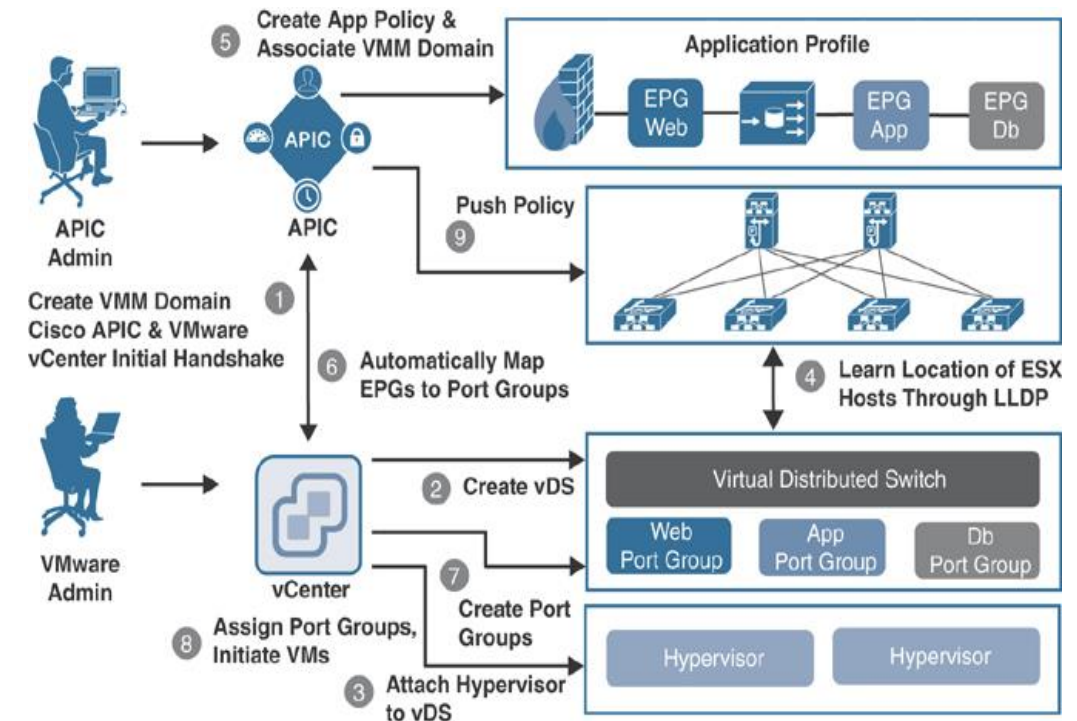 5
Create App Policy &
Associate VMM Domain
Application Profile
EPG
Web
EPG
App
EPG
Db
APIC
APIC
APIC
Admin
Push Policy
9
1
Create VMM Domain
Cisco APIC & VMware
vCenter Initial Handshake
6
Automatically Map
EPGs to Port Groups
4
Learn Location of ESX
Hosts Through LLDP
VMware
Admin
vCenter
2
Create vDS
Virtual Distributed Switch
Web
Port Group
App
Port Group
Db
Port Group
7
Create Port
Groups
8
Assign Port Groups,
Initiate VMs
3
Attach Hypervisor
to vDS
Hypervisor
Hypervisor